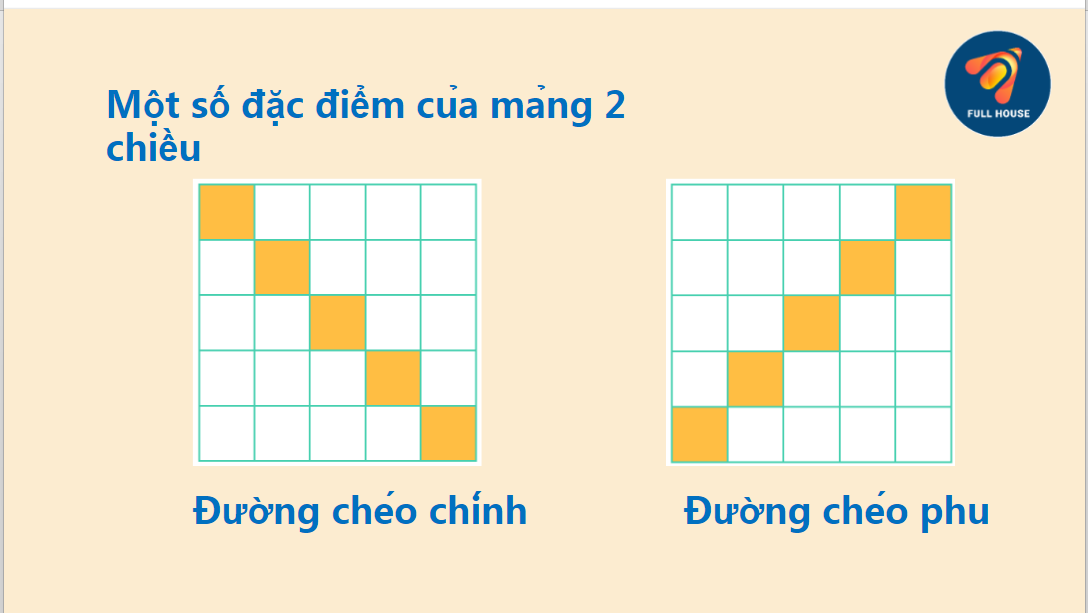 FULL HOUSE
Một số đặc điểm của mảng 2
chiều
Đường chéo chính
Đường chéo phu